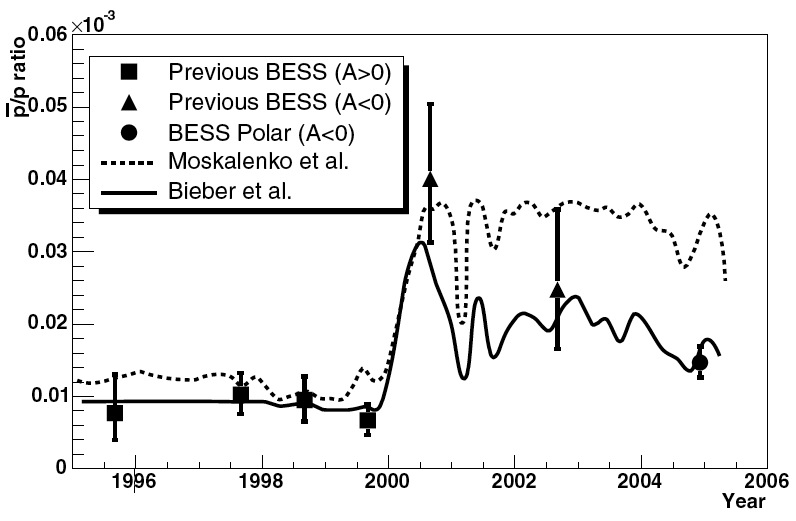 0.06 ×10⁻³
p̅/p ratio
Previous BESS (A>0)
Previous BESS (A<0)
BESS Polar (A<0)
Moskalenko et al.
Bieber et al.
0.05
0.04
0.03
0.02
0.01
0
1996 1998 2000 2002 2004 2006
Year